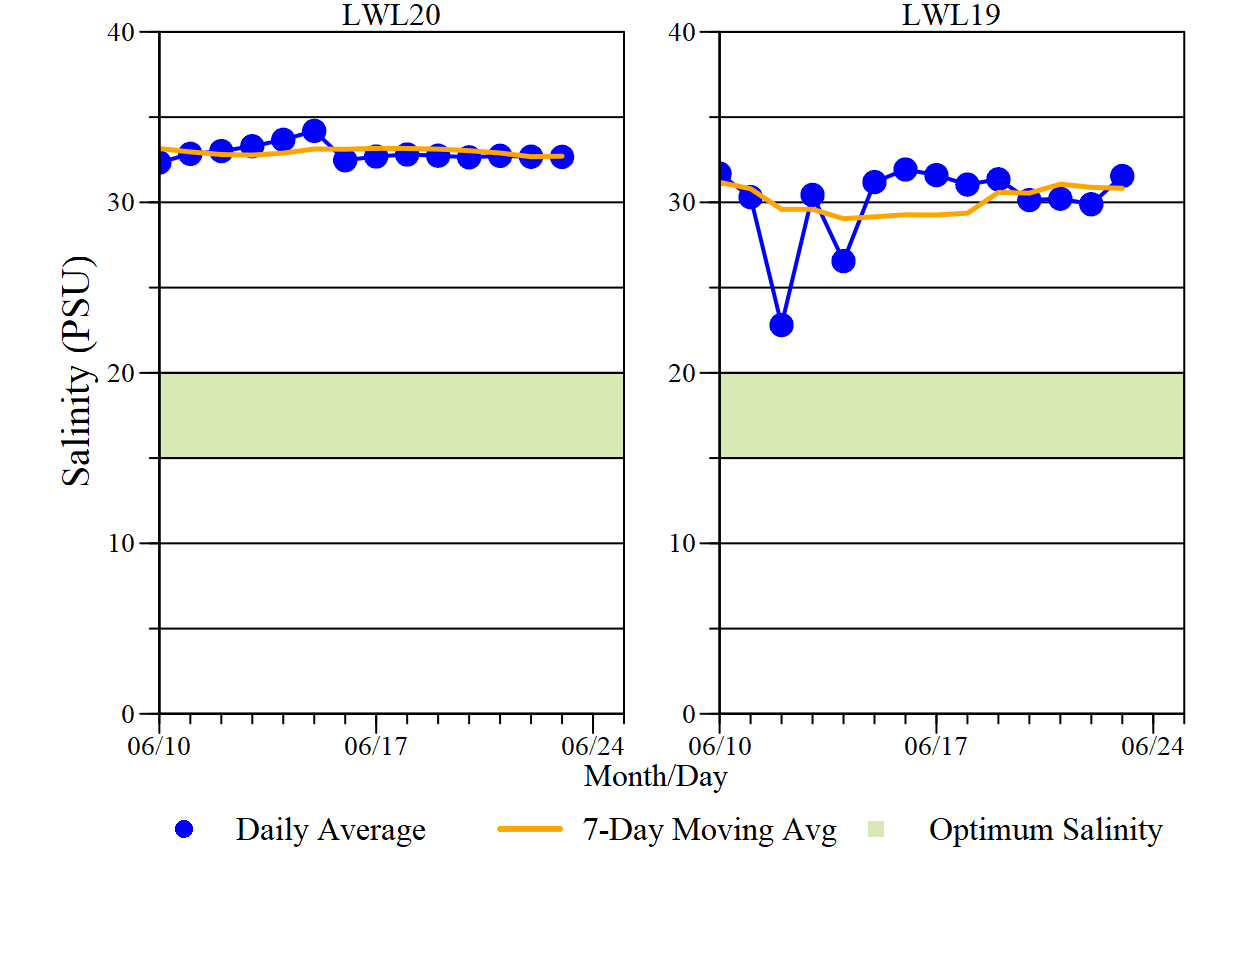 LWL20 LWL19
40 40
30 30
Salinity (PSU)
20 20
10 10
0 0
06/10 06/17 06/24 06/10 06/17 06/24
Month/Day
Daily Average 7-Day Moving Avg Optimum Salinity